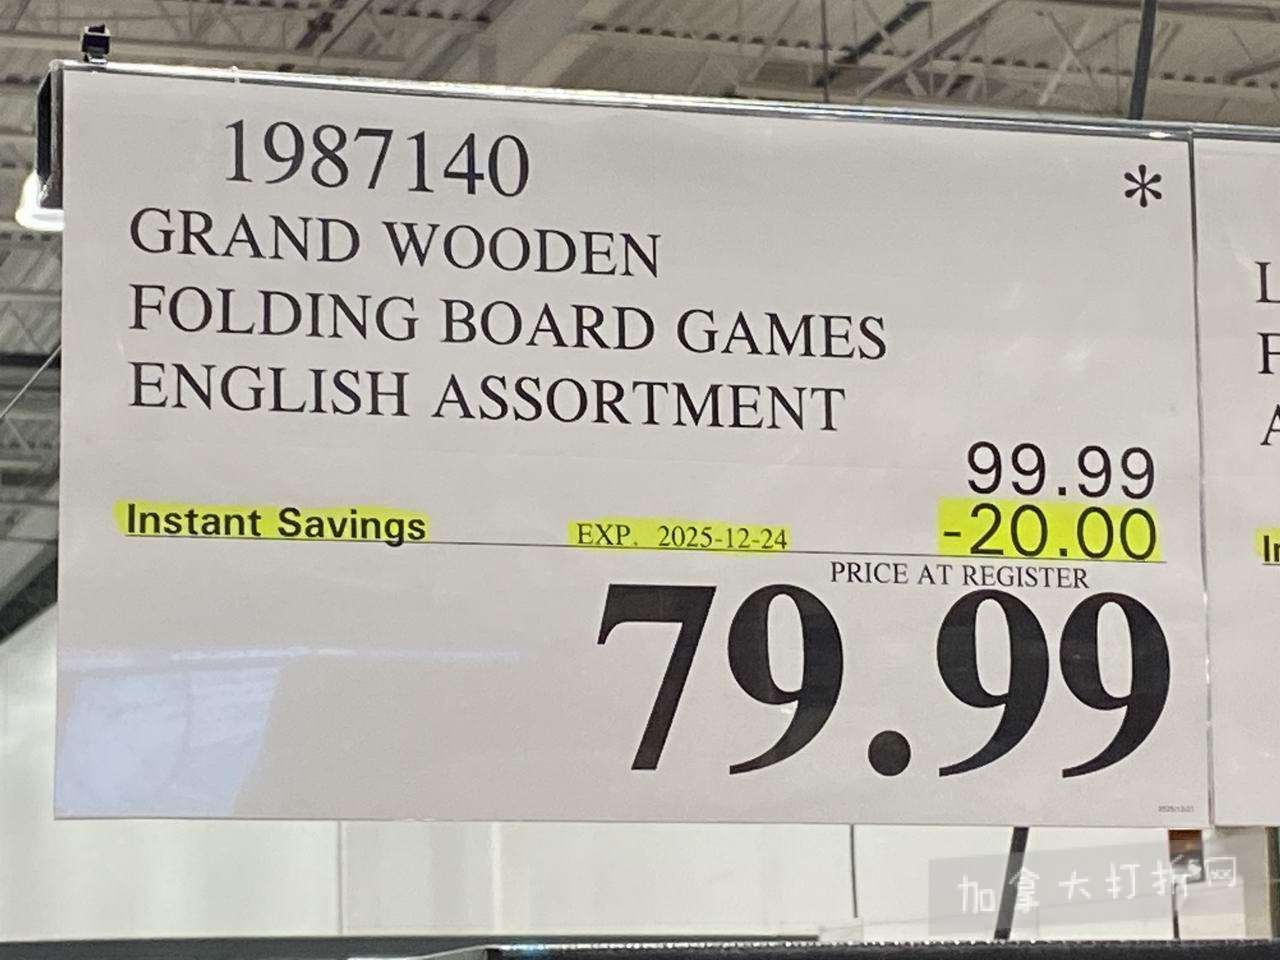 1987140
*
GRAND WOODEN
FOLDING BOARD GAMES
ENGLISH ASSORTMENT
99.99
Instant Savings EXP. 2025-12-24 -20.00
PRICE AT REGISTER
79.99
L
F
A
In
加拿大打折网